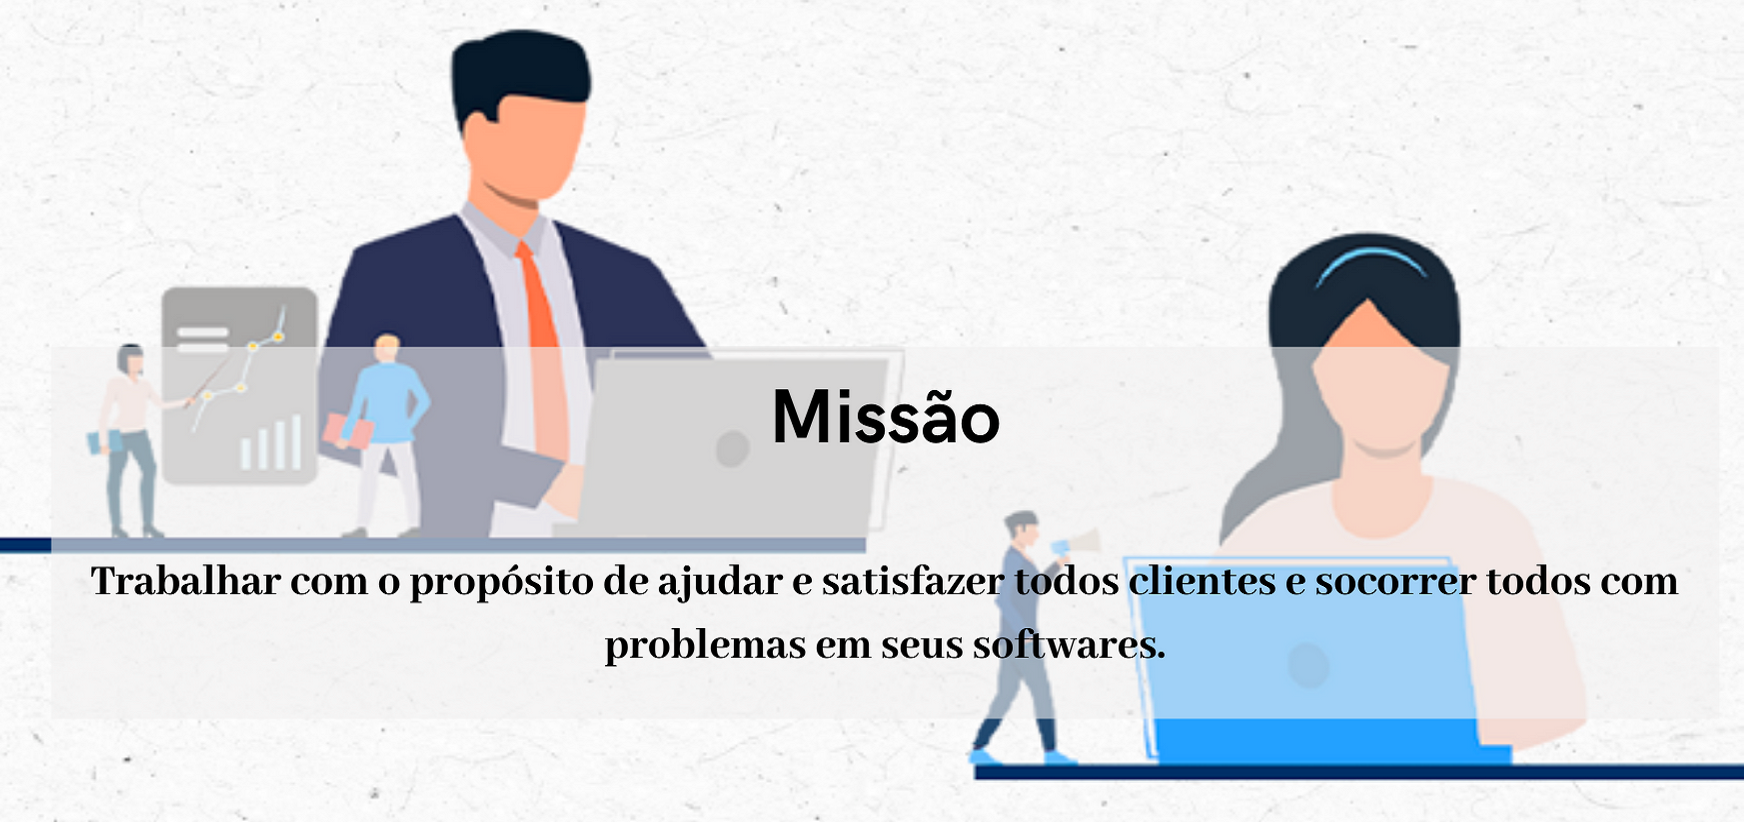 Missão
Trabalhar com o propósito de ajudar e satisfazer todos clientes e socorrer todos com
problemas em seus softwares.